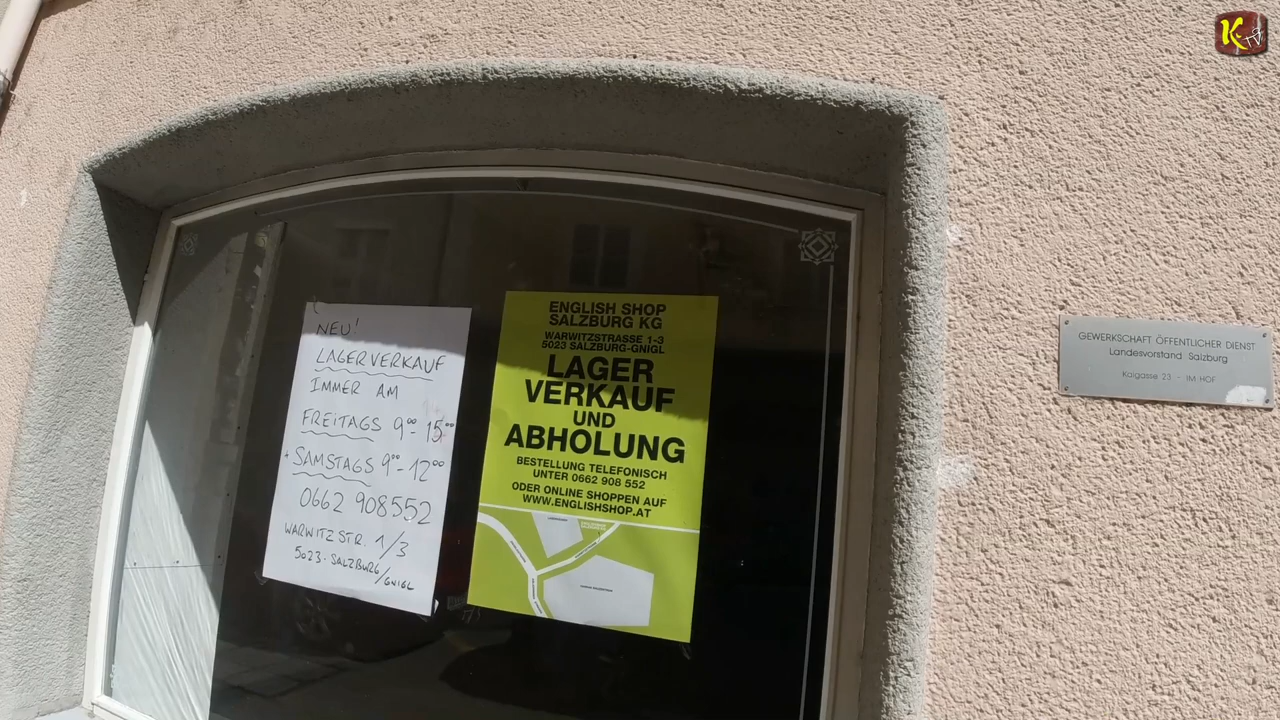 NEU!
LAGERVERKAUF
IMMER AM
FREITAGS 9⁰⁰-15⁰⁰
+ SAMSTAGS 9⁰⁰-12⁰⁰
0662 908552
WARWITZSTR. 1/3
5023-SALZBURG/GNIGL
ENGLISH SHOP
SALZBURG KG
WARWITZSTRASSE 1-3
5023 SALZBURG-GNIGL
LAGER
VERKAUF
UND
ABHOLUNG
BESTELLUNG TELEFONISCH
UNTER 0662 908 552
ODER ONLINE SHOPPEN AUF
WWW.ENGLISHSHOP.AT
GEWERKSCHAFT ÖFFENTLICHER DIENST
Landesvorstand Salzburg
Kaigasse 23 - IM HOF
K-TV